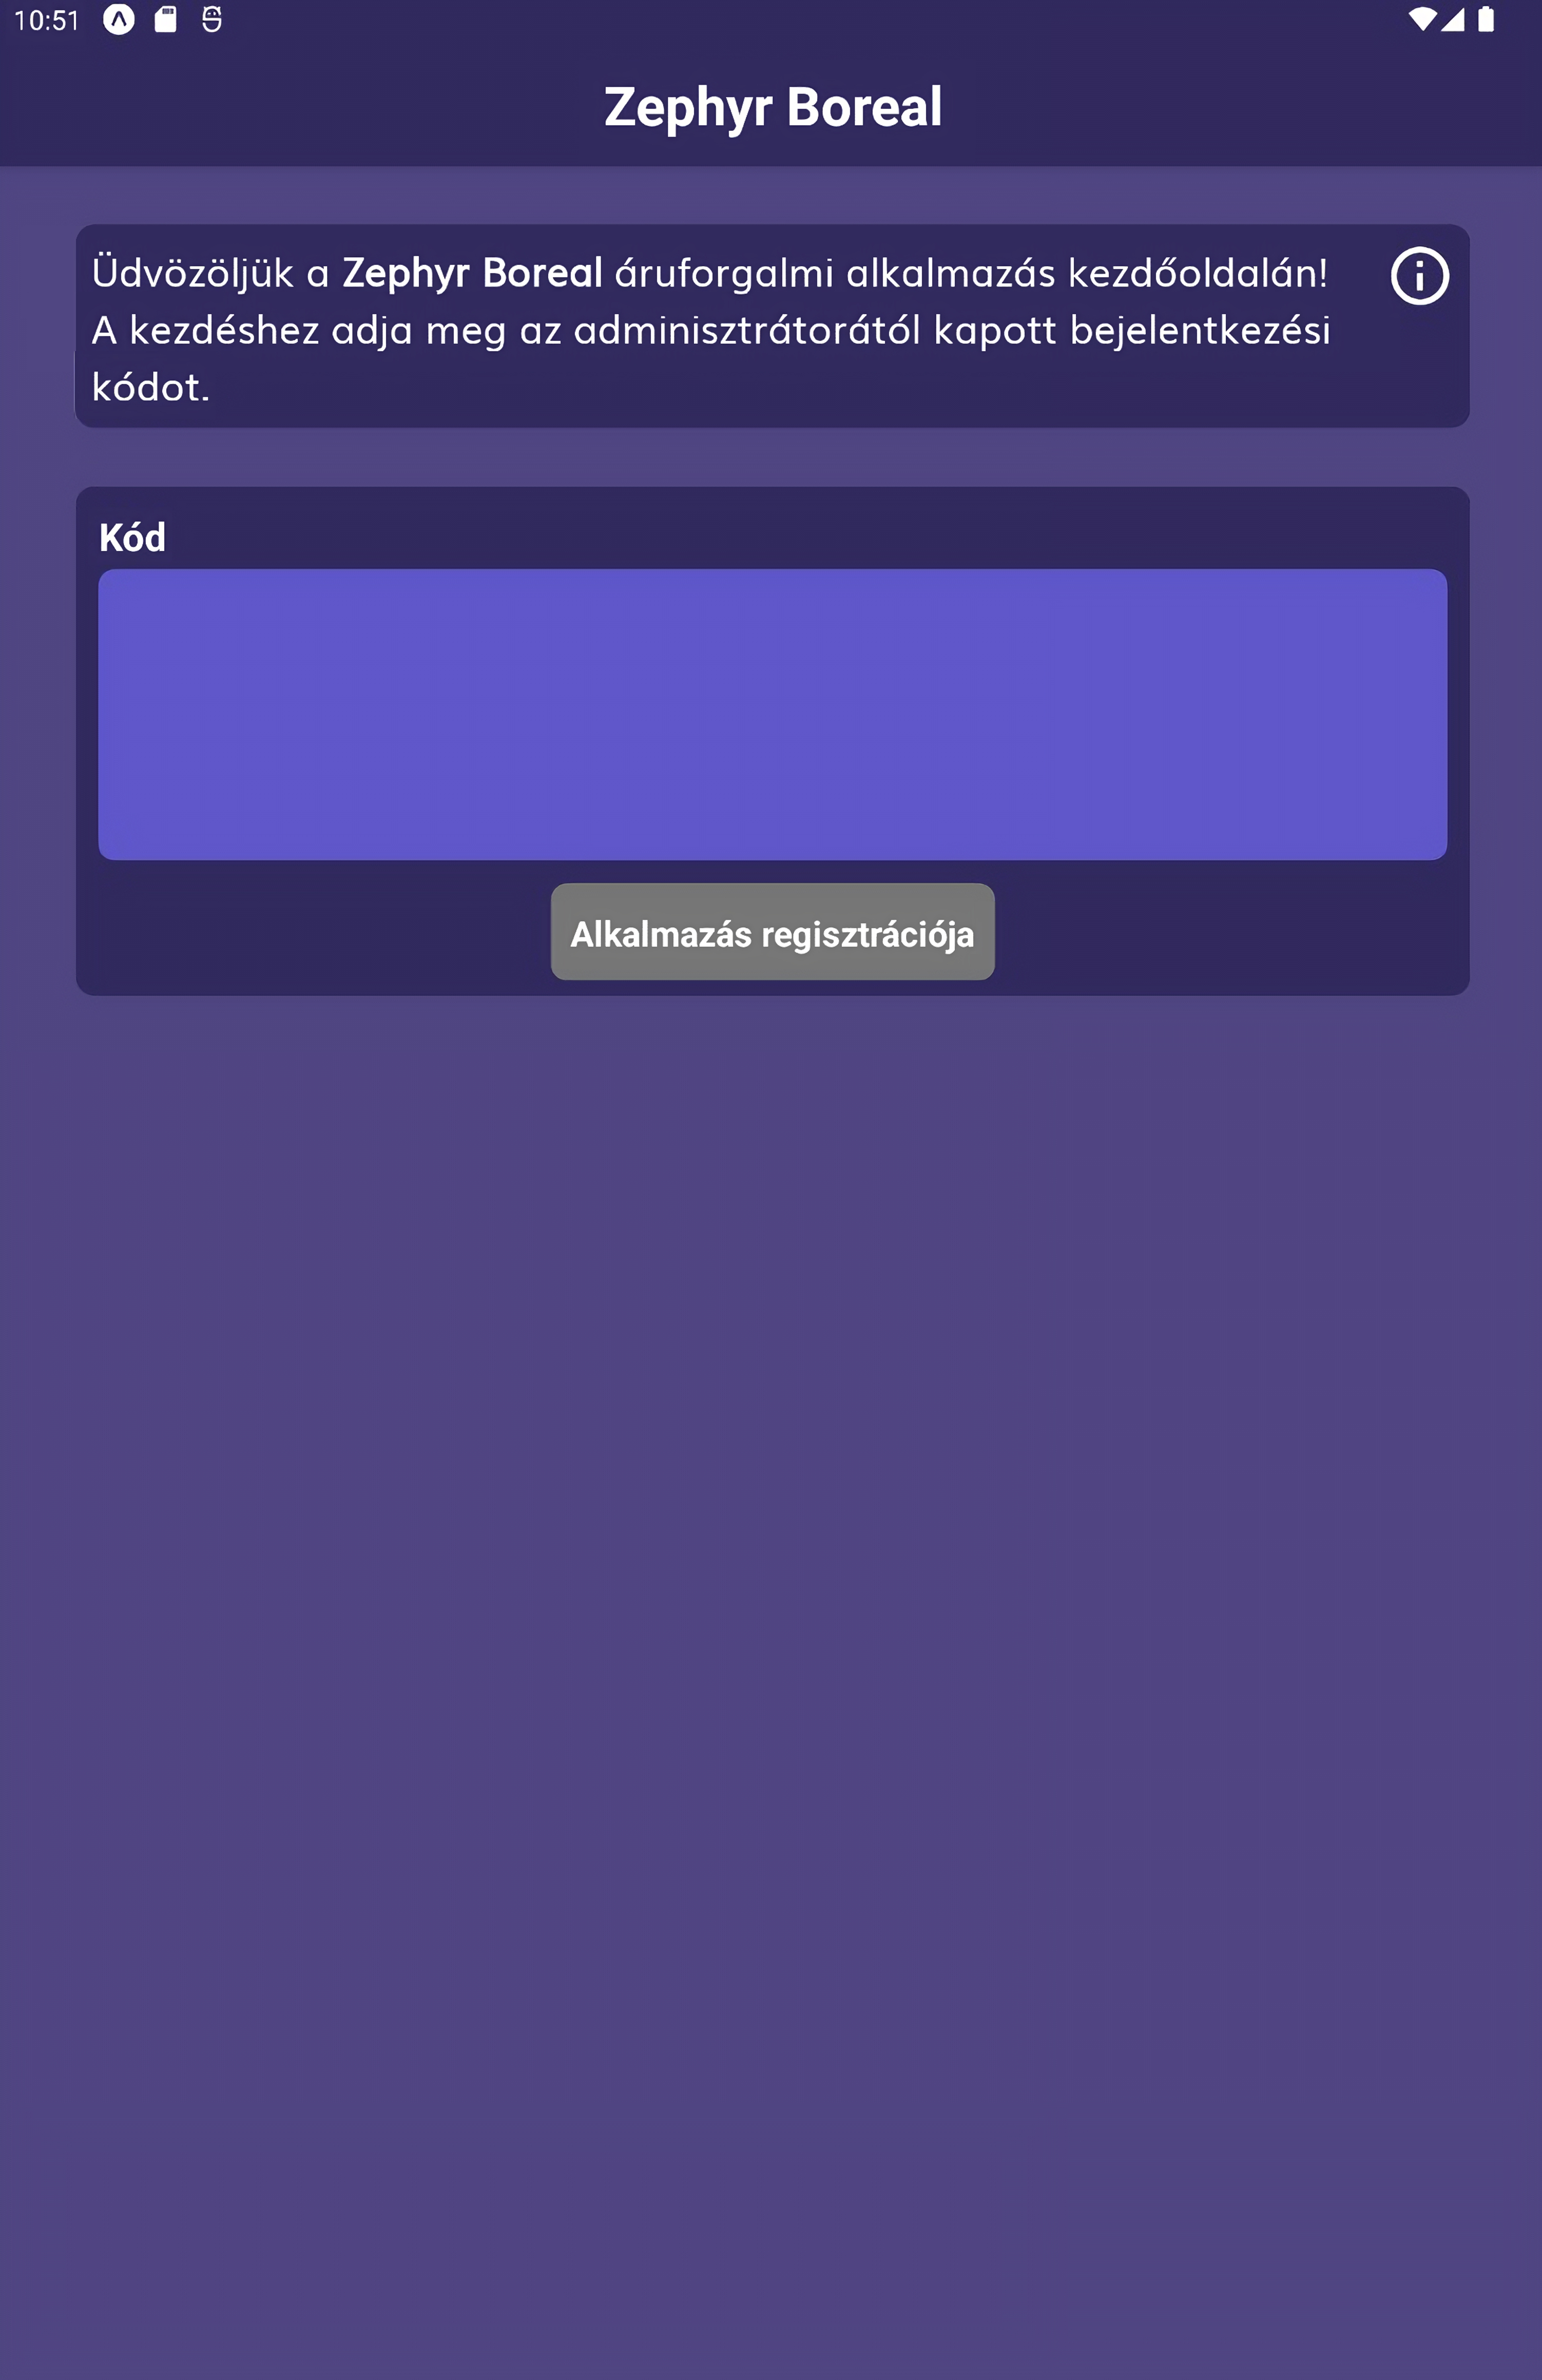 10:51
Zephyr Boreal
Üdvözöljük a Zephyr Boreal áruforgalmi alkalmazás kezdőoldalán!
A kezdéshez adja meg az adminisztrátorától kapott bejelentkezési
kódot.
Kód
Alkalmazás regisztrációja